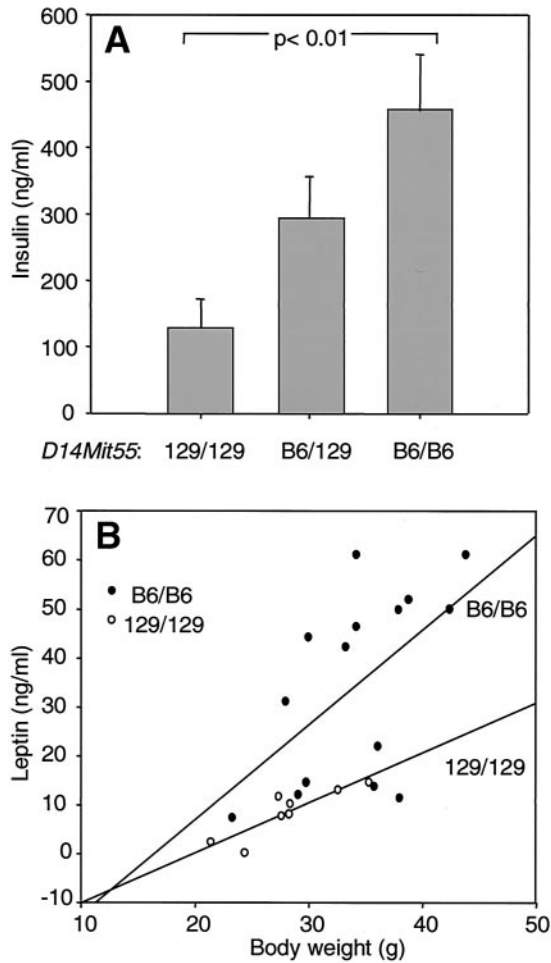 A
p< 0.01
Insulin (ng/ml)
600
500
400
300
200
100
0
D14Mit55: 129/129 B6/129 B6/B6
B
B6/B6
129/129
B6/B6
129/129
Leptin (ng/ml)
70
60
50
40
30
20
10
0
-10
10 20 30 40 50
Body weight (g)